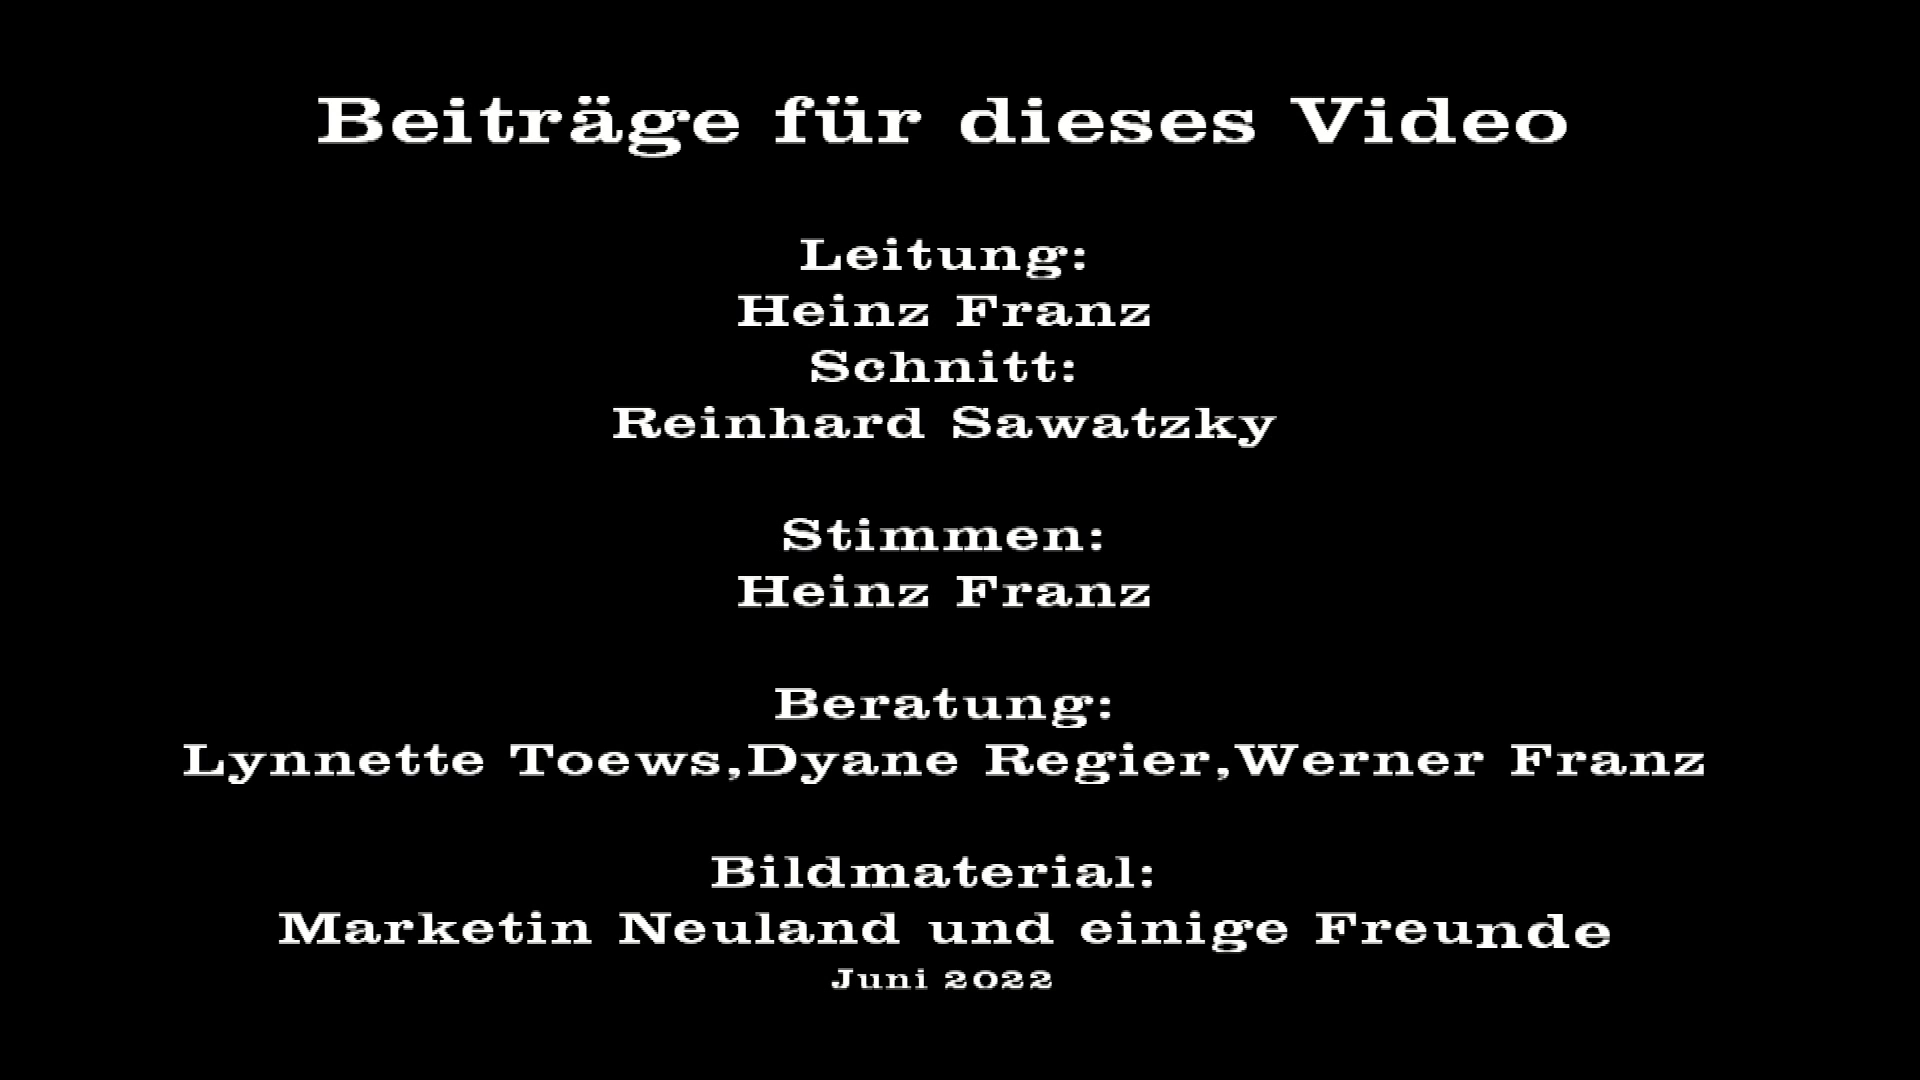 Beiträge für dieses Video
Leitung:
Heinz Franz
Schnitt:
Reinhard Sawatzky
Stimmen:
Heinz Franz
Beratung:
Lynnette Toews,Dyane Regier,Werner Franz
Bildmaterial:
Marketin Neuland und einige Freunde
Juni 2022